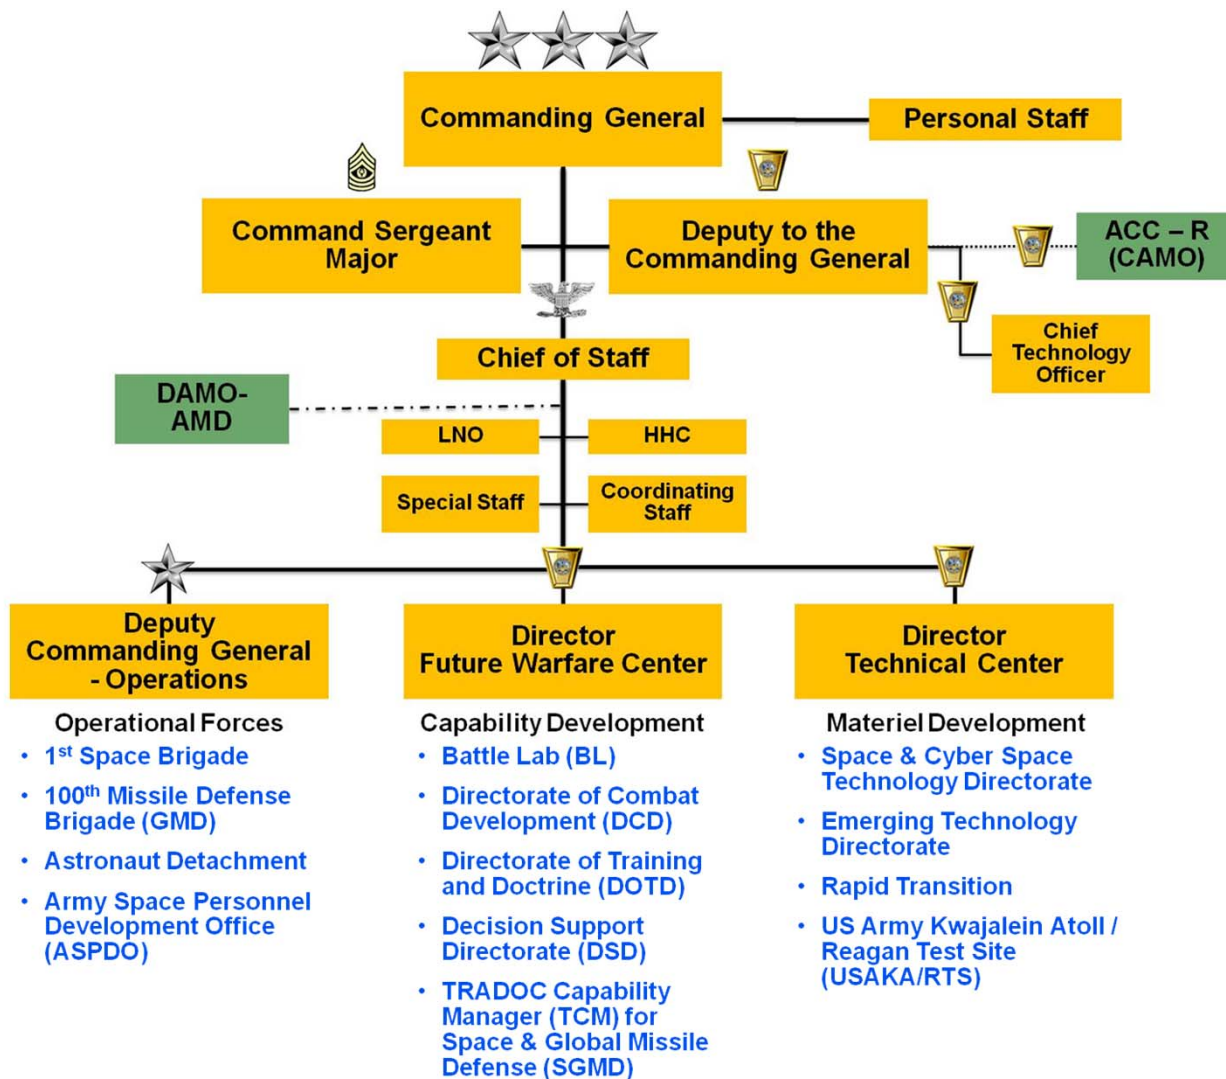 Commanding General
Personal Staff
Command Sergeant
Major
Deputy to the
Commanding General
ACC – R
(CAMO)
Chief
Technology
Officer
Chief of Staff
DAMO-
AMD
LNO
HHC
Special Staff
Coordinating
Staff
Deputy
Commanding General
- Operations
Operational Forces
• 1st Space Brigade
• 100th Missile Defense
Brigade (GMD)
• Astronaut Detachment
• Army Space Personnel
Development Office
(ASPDO)
Director
Future Warfare Center
Capability Development
• Battle Lab (BL)
• Directorate of Combat
Development (DCD)
• Directorate of Training
and Doctrine (DOTD)
• Decision Support
Directorate (DSD)
• TRADOC Capability
Manager (TCM) for
Space & Global Missile
Defense (SGMD)
Director
Technical Center
Materiel Development
• Space & Cyber Space
Technology Directorate
• Emerging Technology
Directorate
• Rapid Transition
• US Army Kwajalein Atoll /
Reagan Test Site
(USAKA/RTS)